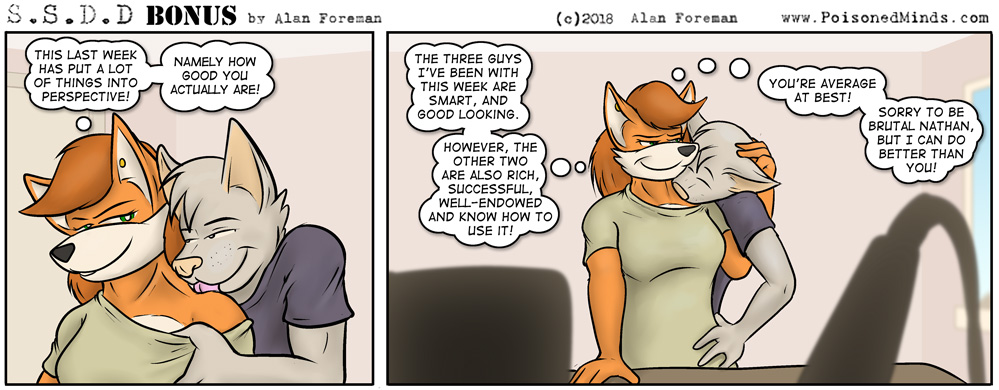 S.S.D.D BONUS by Alan Foreman (c)2018 Alan Foreman www.PoisonedMinds.com
THIS LAST WEEK
HAS PUT A LOT
OF THINGS INTO
PERSPECTIVE!
NAMELY HOW
GOOD YOU
ACTUALLY ARE!
THE THREE GUYS
I'VE BEEN WITH
THIS WEEK ARE
SMART, AND
GOOD LOOKING.
HOWEVER, THE
OTHER TWO
ARE ALSO RICH,
SUCCESSFUL,
WELL-ENDOWED
AND KNOW HOW TO
USE IT!
YOU'RE AVERAGE
AT BEST!
SORRY TO BE
BRUTAL NATHAN,
BUT I CAN DO
BETTER THAN
YOU!